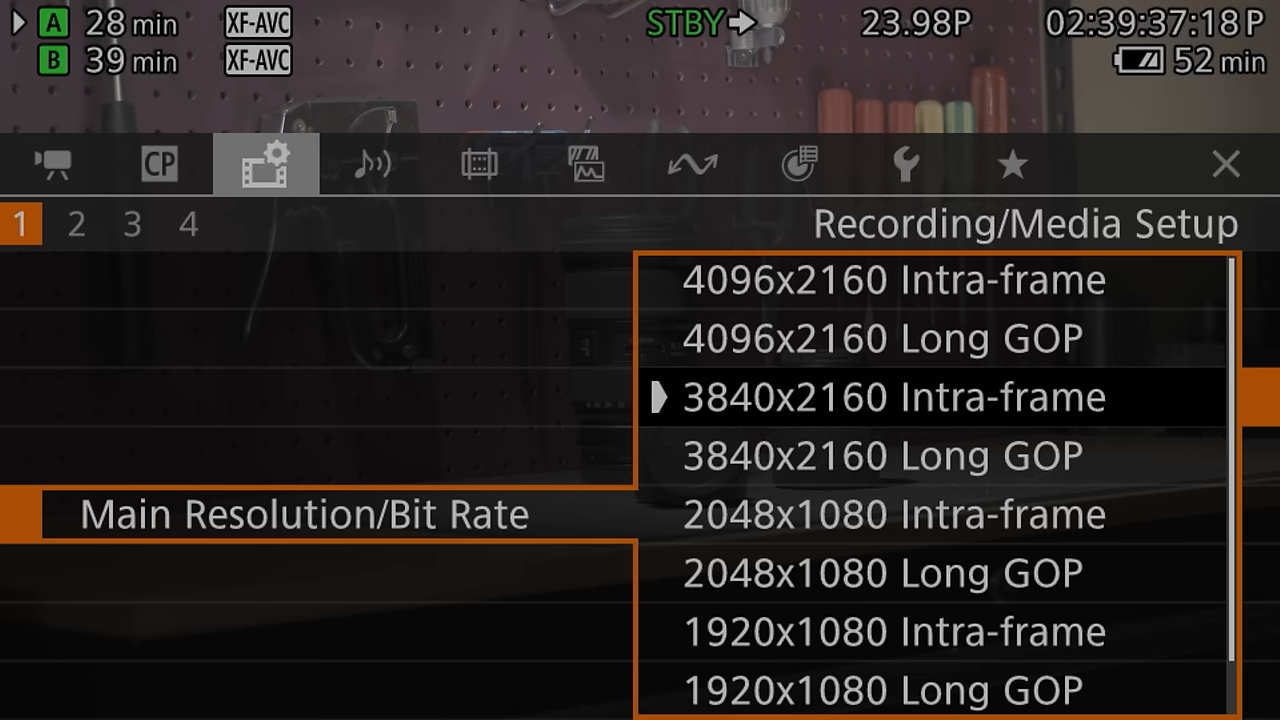 A 28 min XF-AVC STBY 23.98P 02:39:37:18 P
B 39 min XF-AVC 52 min
CP
1 2 3 4 Recording/Media Setup
4096x2160 Intra-frame
4096x2160 Long GOP
3840x2160 Intra-frame
3840x2160 Long GOP
Main Resolution/Bit Rate
2048x1080 Intra-frame
2048x1080 Long GOP
1920x1080 Intra-frame
1920x1080 Long GOP